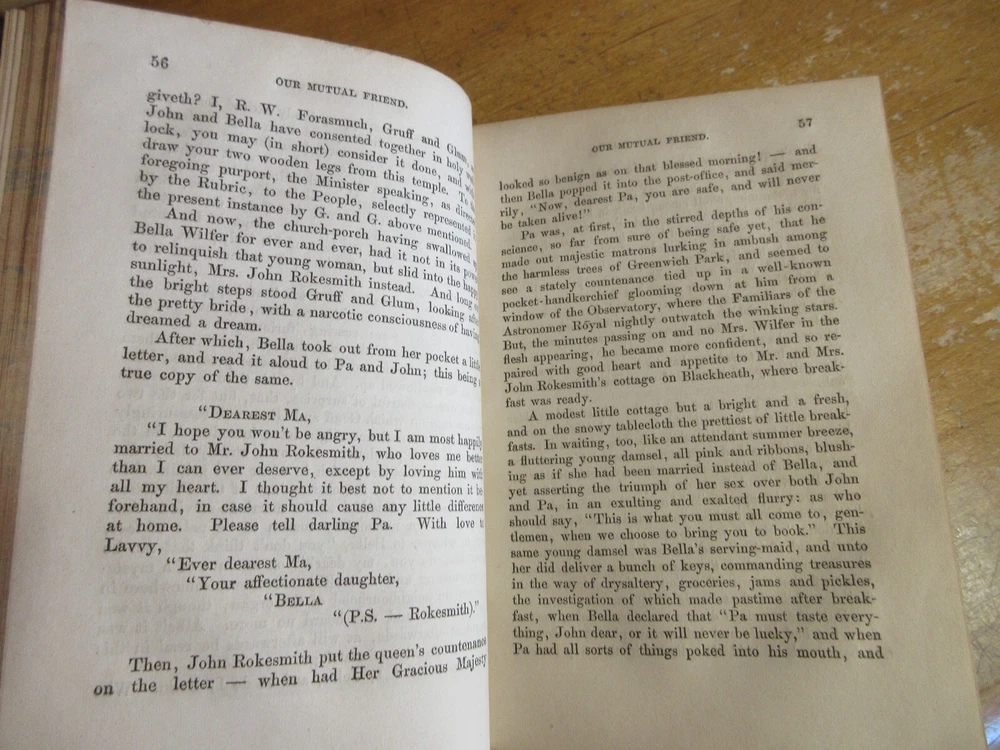 56
OUR MUTUAL FRIEND.
giveth? I, R. W. Forasmuch, Gruff and Glum,
John and Bella have consented together in holy
lock, you may (in short) consider it done, and
draw your two wooden legs from this temple. To
foregoing purport, the Minister speaking, as
by the Rubric, to the People, selectly represented
the present instance by G. and G. above mentioned.
And now, the church-porch having swallowed
Bella Wilfer for ever and ever, had it not in its
to relinquish that young woman, but slid into the
sunlight, Mrs. John Rokesmith instead. And long
the bright steps stood Gruff and Glum, looking
the pretty bride, with a narcotic consciousness of having
dreamed a dream.
After which, Bella took out from her pocket a little
letter, and read it aloud to Pa and John; this being a
true copy of the same.
"DEAREST MA,
"I hope you won't be angry, but I am most happily
married to Mr. John Rokesmith, who loves me better
than I can ever deserve, except by loving him with
all my heart. I thought it best not to mention it be-
forehand, in case it should cause any little difference
at home. Please tell darling Pa. With love to
Lavvy,
"Ever dearest Ma,
"Your affectionate daughter,
"BELLA
"(P.S. — Rokesmith)."
Then, John Rokesmith put the queen's countenance
on the letter — when had Her Gracious Majesty
57
OUR MUTUAL FRIEND.
looked so benign as on that blessed morning! — and
then Bella popped it into the post-office, and said mer-
rily, "Now, dearest Pa, you are safe, and will never
be taken alive!"
Pa was, at first, in the stirred depths of his con-
science, so far from sure of being safe yet, that he
made out majestic matrons lurking in ambush among
the harmless trees of Greenwich Park, and seemed to
see a stately countenance tied up in a well-known
pocket-handkerchief glooming down at him from a
window of the Observatory, where the Familiars of the
Astronomer Royal nightly outwatch the winking stars.
But, the minutes passing on and no Mrs. Wilfer in the
flesh appearing, he became more confident, and so re-
paired with good heart and appetite to Mr. and Mrs.
John Rokesmith's cottage on Blackheath, where break-
fast was ready.
A modest little cottage but a bright and a fresh,
and on the snowy tablecloth the prettiest of little break-
fasts. In waiting, too, like an attendant summer breeze,
a fluttering young damsel, all pink and ribbons, blush-
ing as if she had been married instead of Bella, and
yet asserting the triumph of her sex over both John
and Pa, in an exulting and exalted flurry: as who
should say, "This is what you must all come to, gen-
tlemen, when we choose to bring you to book." This
same young damsel was Bella's serving-maid, and unto
her did deliver a bunch of keys, commanding treasures
in the way of drysaltery, groceries, jams and pickles,
the investigation of which made pastime after break-
fast, when Bella declared that "Pa must taste every-
thing, John dear, or it will never be lucky," and when
Pa had all sorts of things poked into his mouth, and